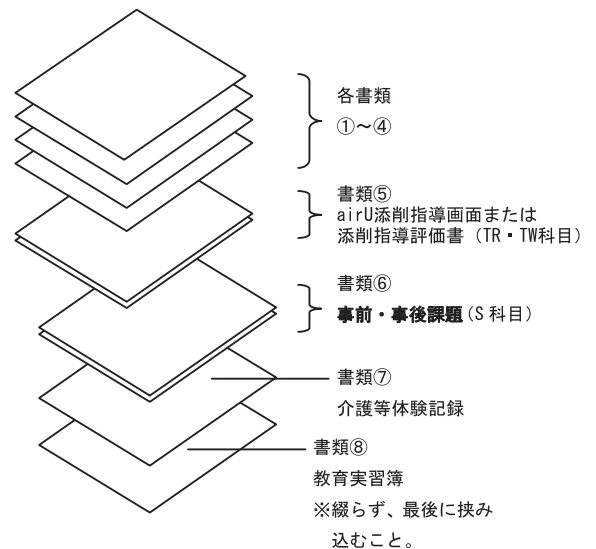 各書類
①～④
書類⑤
airU添削指導画面または
添削指導評価書（TR・TW科目）
書類⑥
事前・事後課題（S科目）
書類⑦
介護等体験記録
書類⑧
教育実習簿
※綴らず、最後に挟み
込むこと。